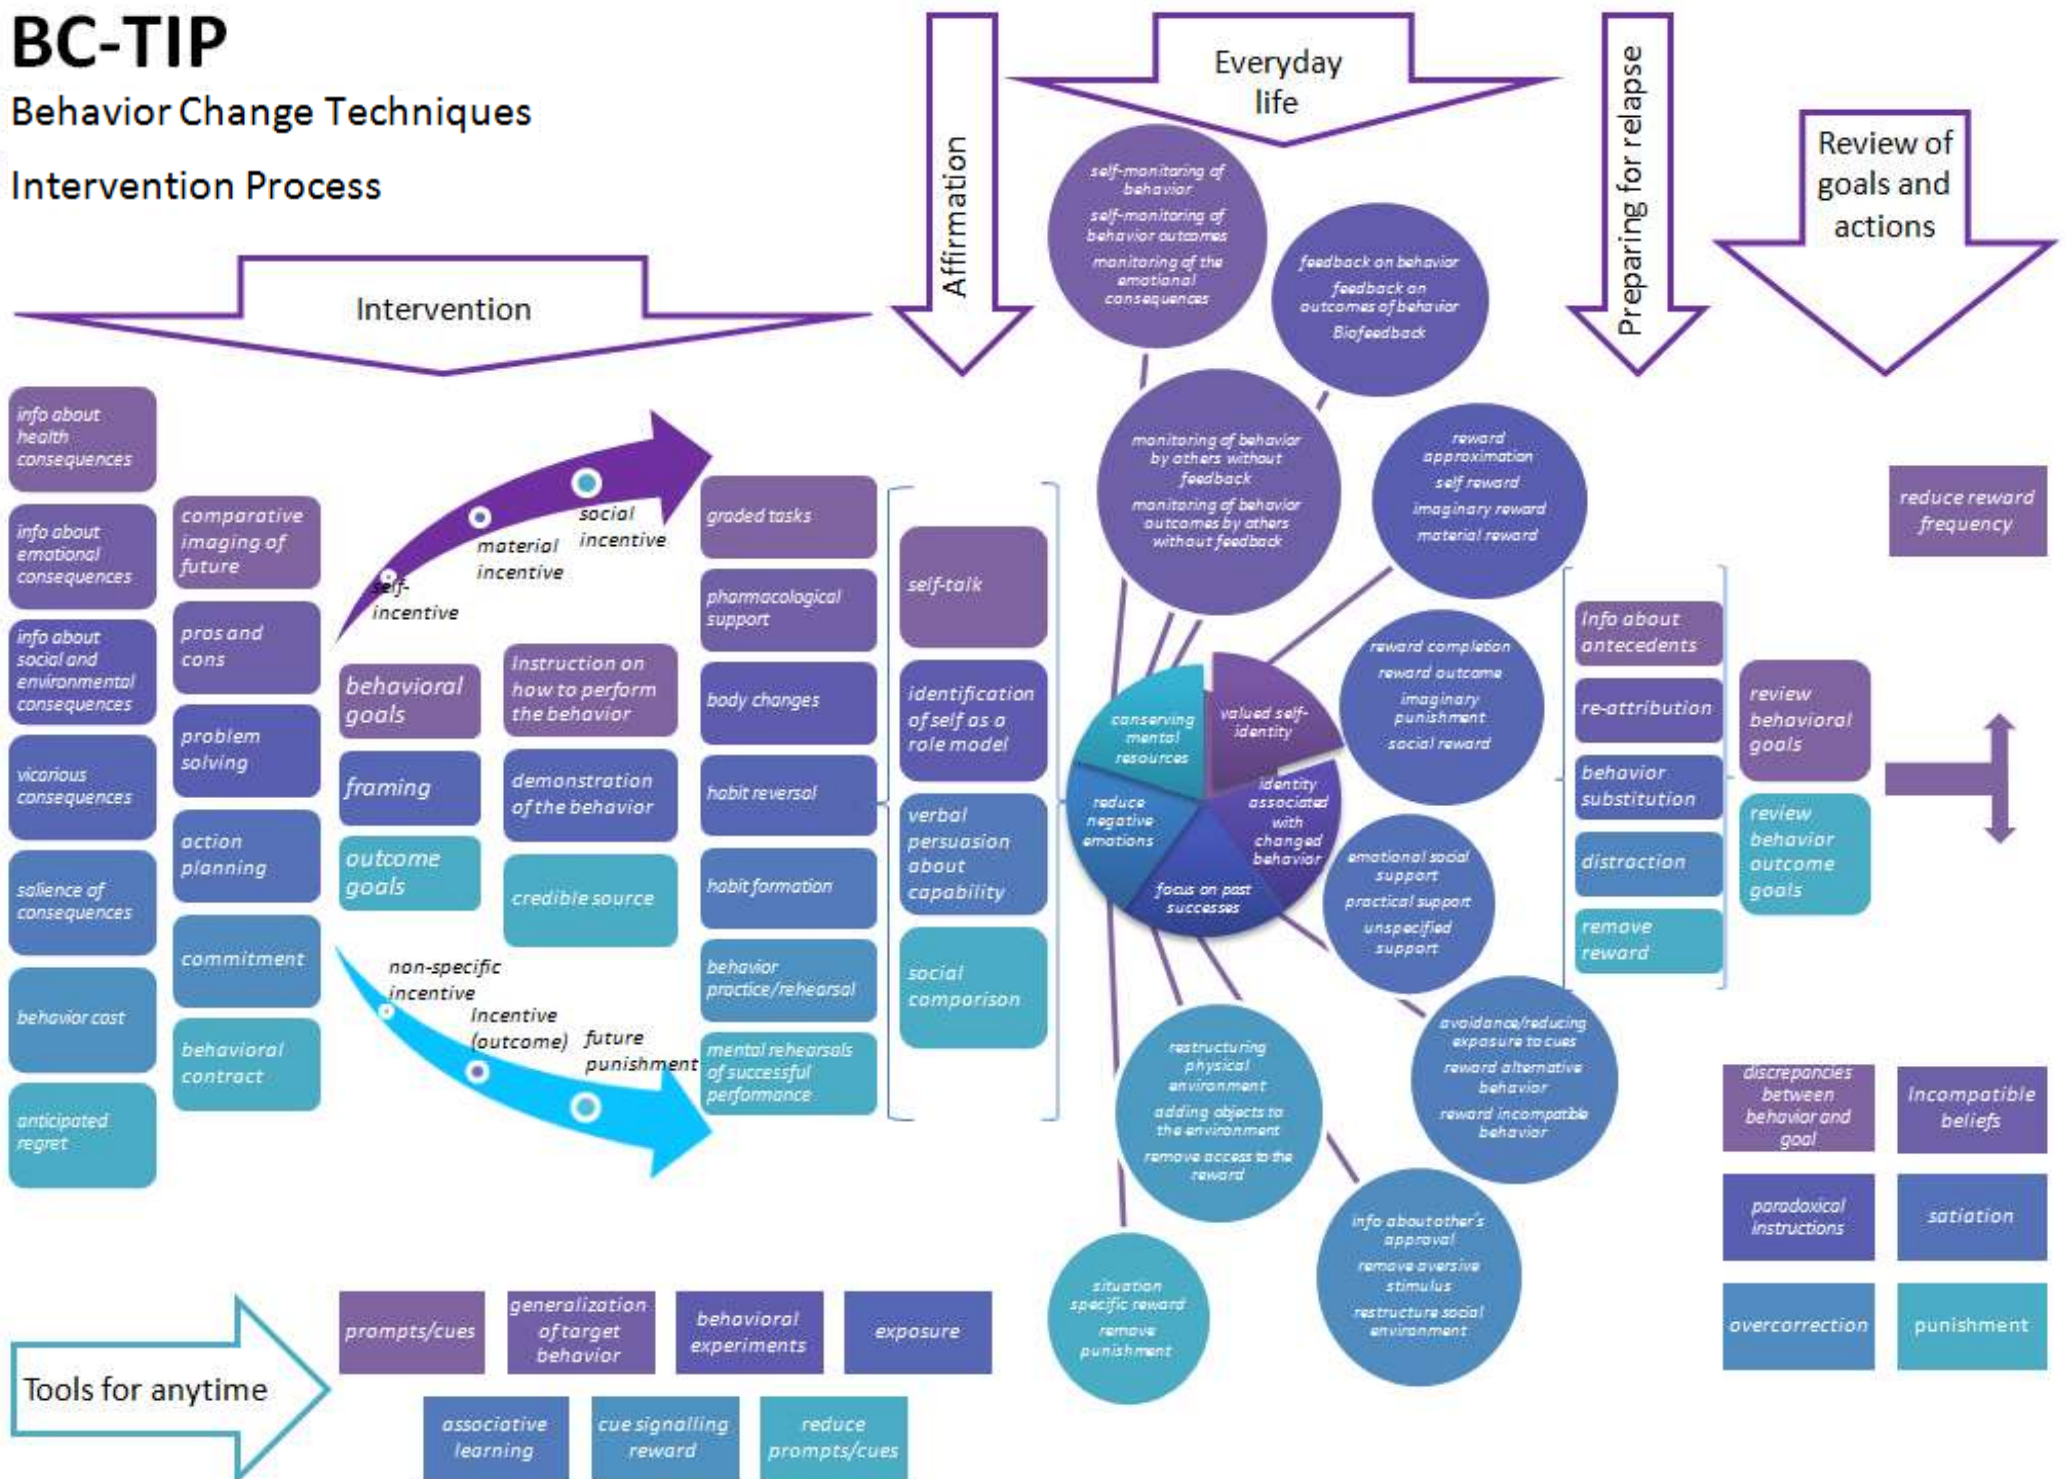 BC-TIP
Behavior Change Techniques
Intervention Process
Intervention
Affirmation
Everyday
life
Preparing for relapse
Review of
goals and
actions
info about
health
consequences
info about
emotional
consequences
info about
social and
environmental
consequences
vicarious
consequences
salience of
consequences
behavior cost
anticipated
regret
comparative
imaging of
future
pros and
cons
problem
solving
action
planning
commitment
behavioral
contract
self-
incentive
material
incentive
social
incentive
behavioral
goals
framing
outcome
goals
Instruction on
how to perform
the behavior
demonstration
of the behavior
credible source
non-specific
incentive
Incentive
(outcome)
future
punishment
graded tasks
pharmacological
support
body changes
habit reversal
habit formation
behavior
practice/rehearsal
mental rehearsals
of successful
performance
self-talk
identification
of self as a
role model
verbal
persuasion
about
capability
social
comparison
self-monitoring of
behavior
self-monitoring of
behavior outcomes
monitoring of the
emotional
consequences
feedback on behavior
feedback on
outcomes of behavior
Biofeedback
monitoring of behavior
by others without
feedback
monitoring of behavior
outcomes by others
without feedback
reward
approximation
self reward
imaginary reward
material reward
reward completion
reward outcome
imaginary
punishment
social reward
conserving
mental
resources
valued self-
identity
identity
associated
with
changed
behavior
focus on past
successes
reduce
negative
emotions
emotional social
support
practical support
unspecified
support
avoidance/reducing
exposure to cues
reward alternative
behavior
reward incompatible
behavior
restructuring
physical
environment
adding objects to
the environment
remove access to the
reward
info about other's
approval
remove aversive
stimulus
restructure social
environment
situation
specific reward
remove
punishment
Info about
antecedents
re-attribution
behavior
substitution
distraction
remove
reward
review
behavioral
goals
review
behavior
outcome
goals
reduce reward
frequency
discrepancies
between
behavior and
goal
Incompatible
beliefs
paradoxical
instructions
satiation
overcorrection
punishment
Tools for anytime
prompts/cues
generalization
of target
behavior
behavioral
experiments
exposure
associative
learning
cue signalling
reward
reduce
prompts/cues